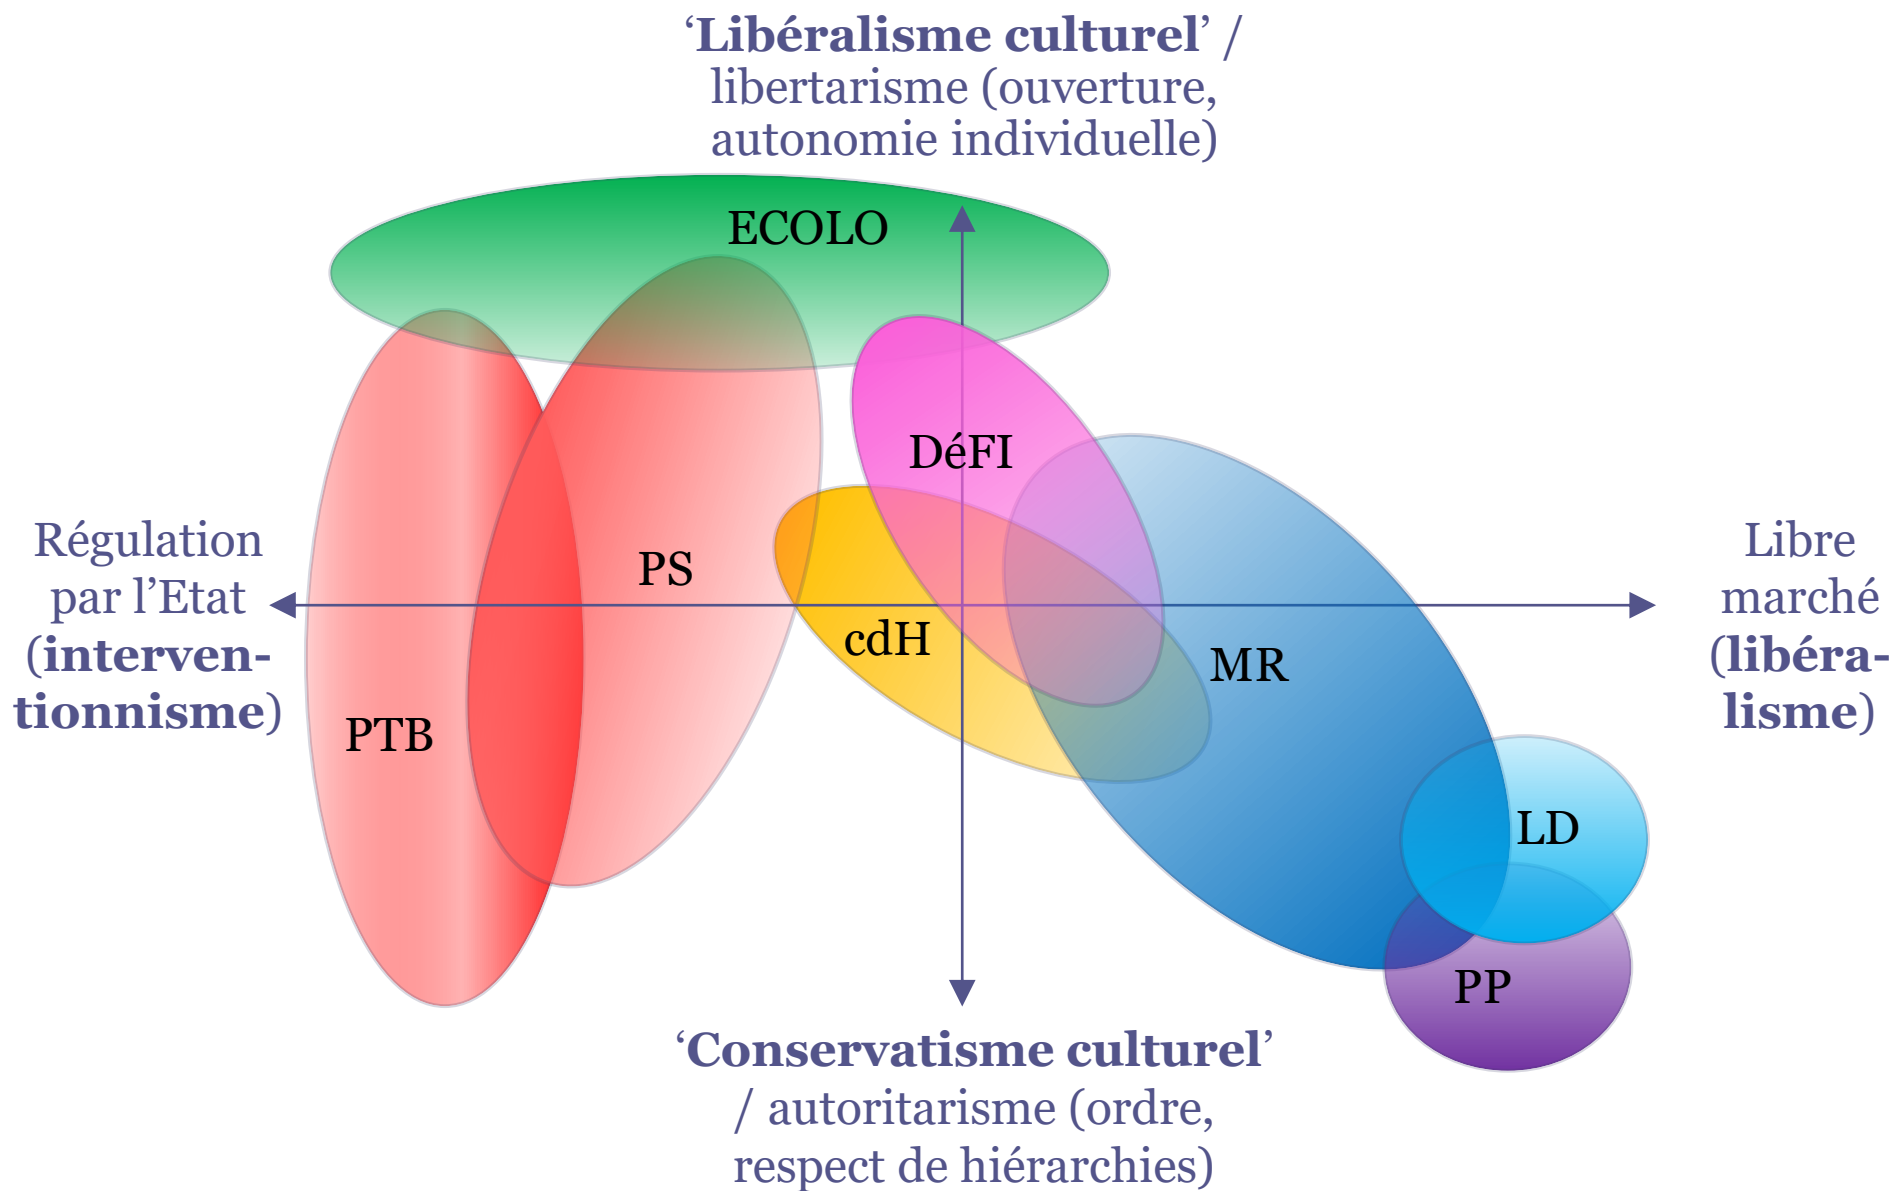 ‘Libéralisme culturel’ /
libertarisme (ouverture,
autonomie individuelle)
ECOLO
DéFI
Régulation
par l’Etat
(interven-
tionnisme)
PS
cdH
MR
PTB
Libre
marché
(libéra-
lisme)
LD
PP
‘Conservatisme culturel’
/ autoritarisme (ordre,
respect de hiérarchies)